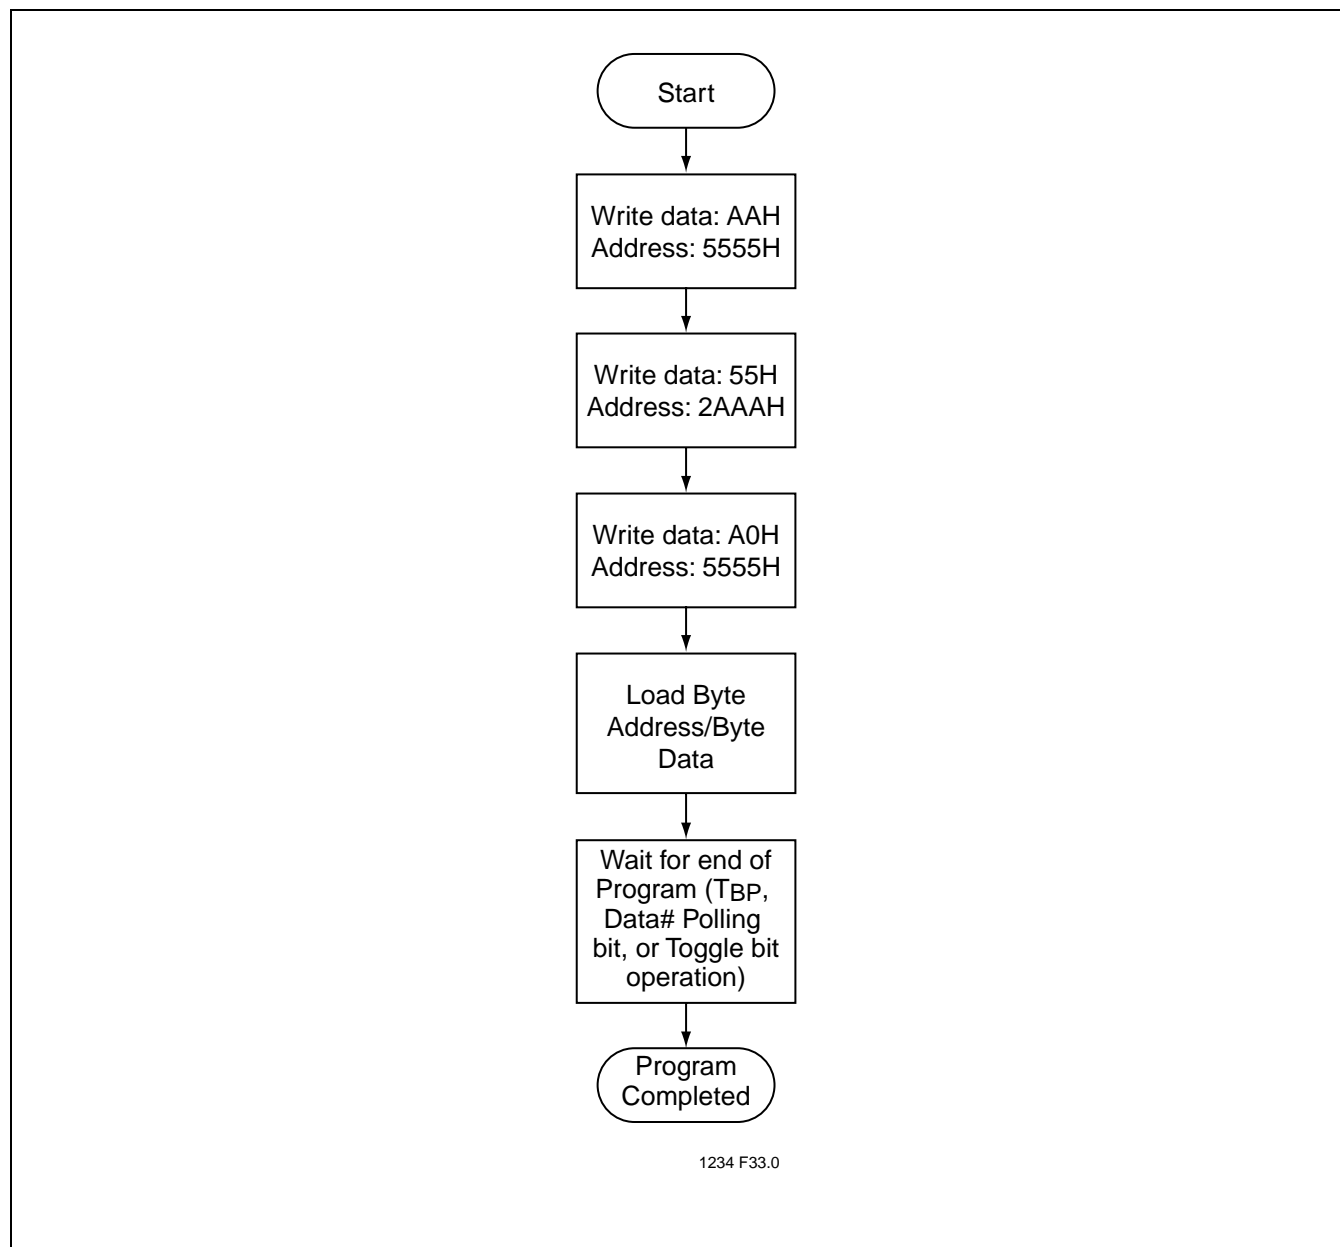 Start
Write data: AAH
Address: 5555H
Write data: 55H
Address: 2AAAH
Write data: A0H
Address: 5555H
Load Byte
Address/Byte
Data
Wait for end of
Program (TBP,
Data# Polling
bit, or Toggle bit
operation)
Program
Completed
1234 F33.0